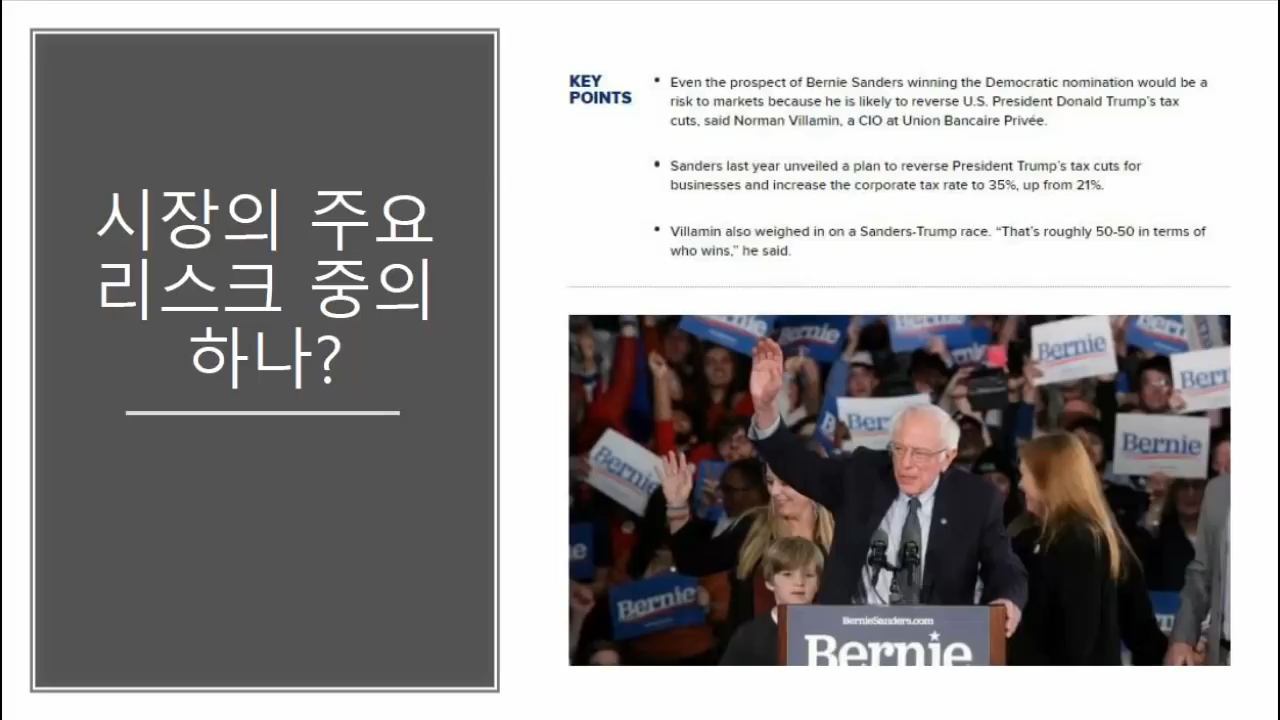 시장의 주요
리스크 중의
하나?
KEY
POINTS
• Even the prospect of Bernie Sanders winning the Democratic nomination would be a
risk to markets because he is likely to reverse U.S. President Donald Trump's tax
cuts, said Norman Villamin, a CIO at Union Bancaire Privée.
• Sanders last year unveiled a plan to reverse President Trump's tax cuts for
businesses and increase the corporate tax rate to 35%, up from 21%.
• Villamin also weighed in on a Sanders-Trump race. “That's roughly 50-50 in terms of
who wins,” he said.
Bernie
Bernie
Bernie
Bernie
Bernie
Bernie
BernieSanders.com
Bernie